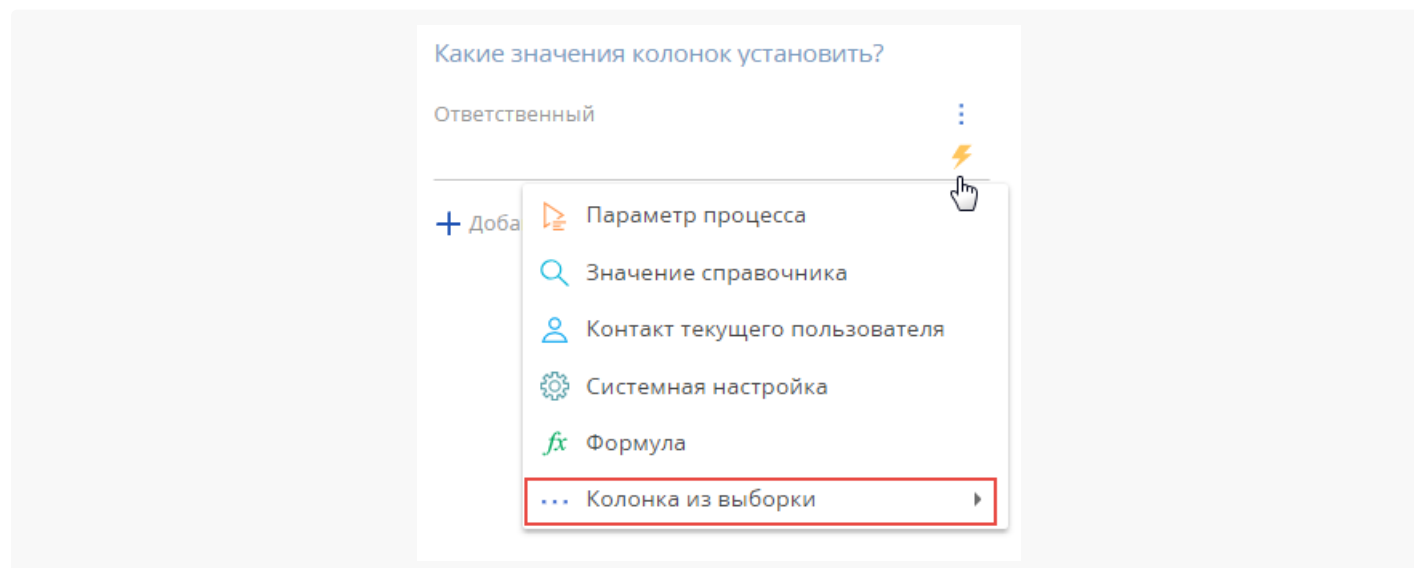 Какие значения колонок установить?
Ответственный
Доба
Параметр процесса
Значение справочника
Контакт текущего пользователя
Системная настройка
fx Формула
Колонка из выборки